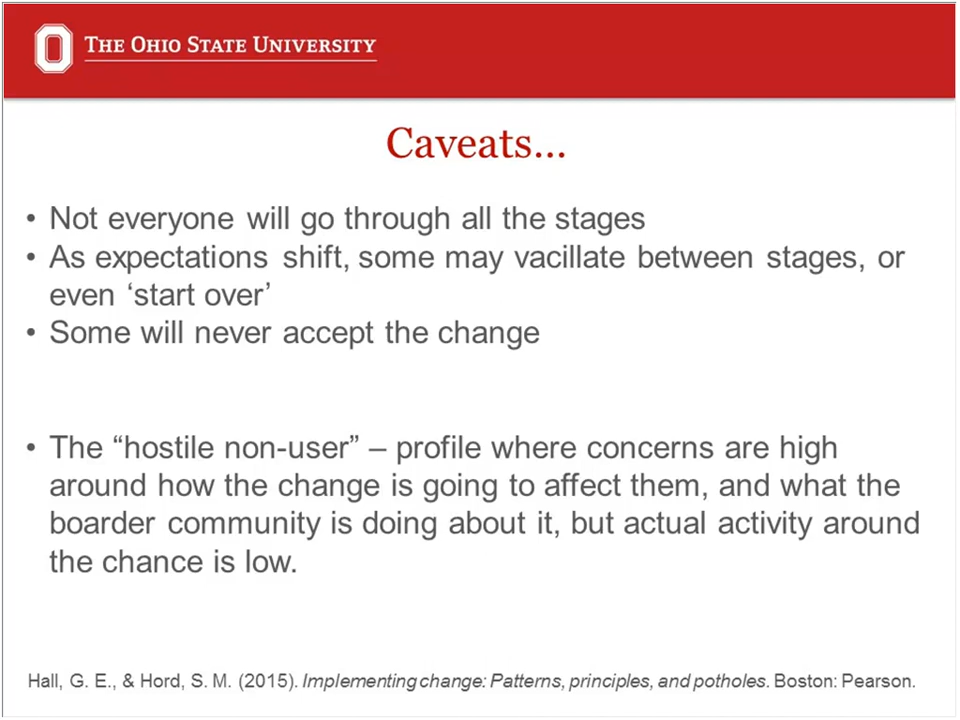 THE OHIO STATE UNIVERSITY
Caveats...
• Not everyone will go through all the stages
• As expectations shift, some may vacillate between stages, or
even ‘start over’
• Some will never accept the change
• The “hostile non-user” – profile where concerns are high
around how the change is going to affect them, and what the
boarder community is doing about it, but actual activity around
the chance is low.
Hall, G. E., & Hord, S. M. (2015). Implementing change: Patterns, principles, and potholes. Boston: Pearson.